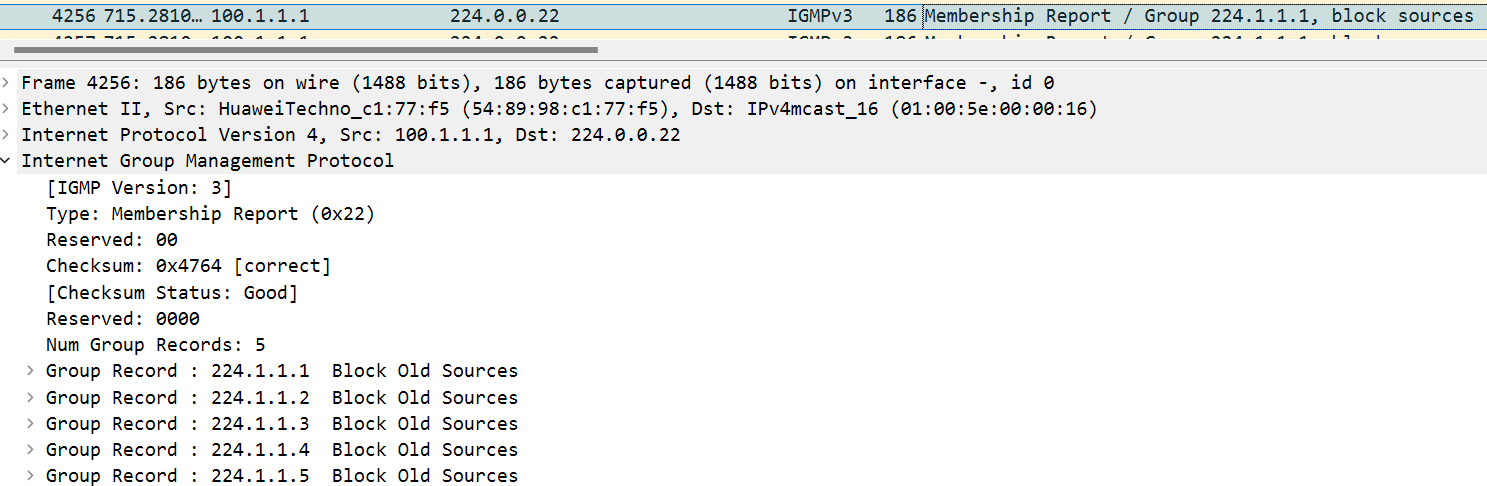 4256 715.2810… 100.1.1.1 224.0.0.22 IGMPv3 186 Membership Report / Group 224.1.1.1, block sources
Frame 4256: 186 bytes on wire (1488 bits), 186 bytes captured (1488 bits) on interface -, id 0
Ethernet II, Src: HuaweiTechno_c1:77:f5 (54:89:98:c1:77:f5), Dst: IPv4mcast_16 (01:00:5e:00:00:16)
Internet Protocol Version 4, Src: 100.1.1.1, Dst: 224.0.0.22
Internet Group Management Protocol
[IGMP Version: 3]
Type: Membership Report (0x22)
Reserved: 00
Checksum: 0x4764 [correct]
[Checksum Status: Good]
Reserved: 0000
Num Group Records: 5
Group Record : 224.1.1.1  Block Old Sources
Group Record : 224.1.1.2  Block Old Sources
Group Record : 224.1.1.3  Block Old Sources
Group Record : 224.1.1.4  Block Old Sources
Group Record : 224.1.1.5  Block Old Sources